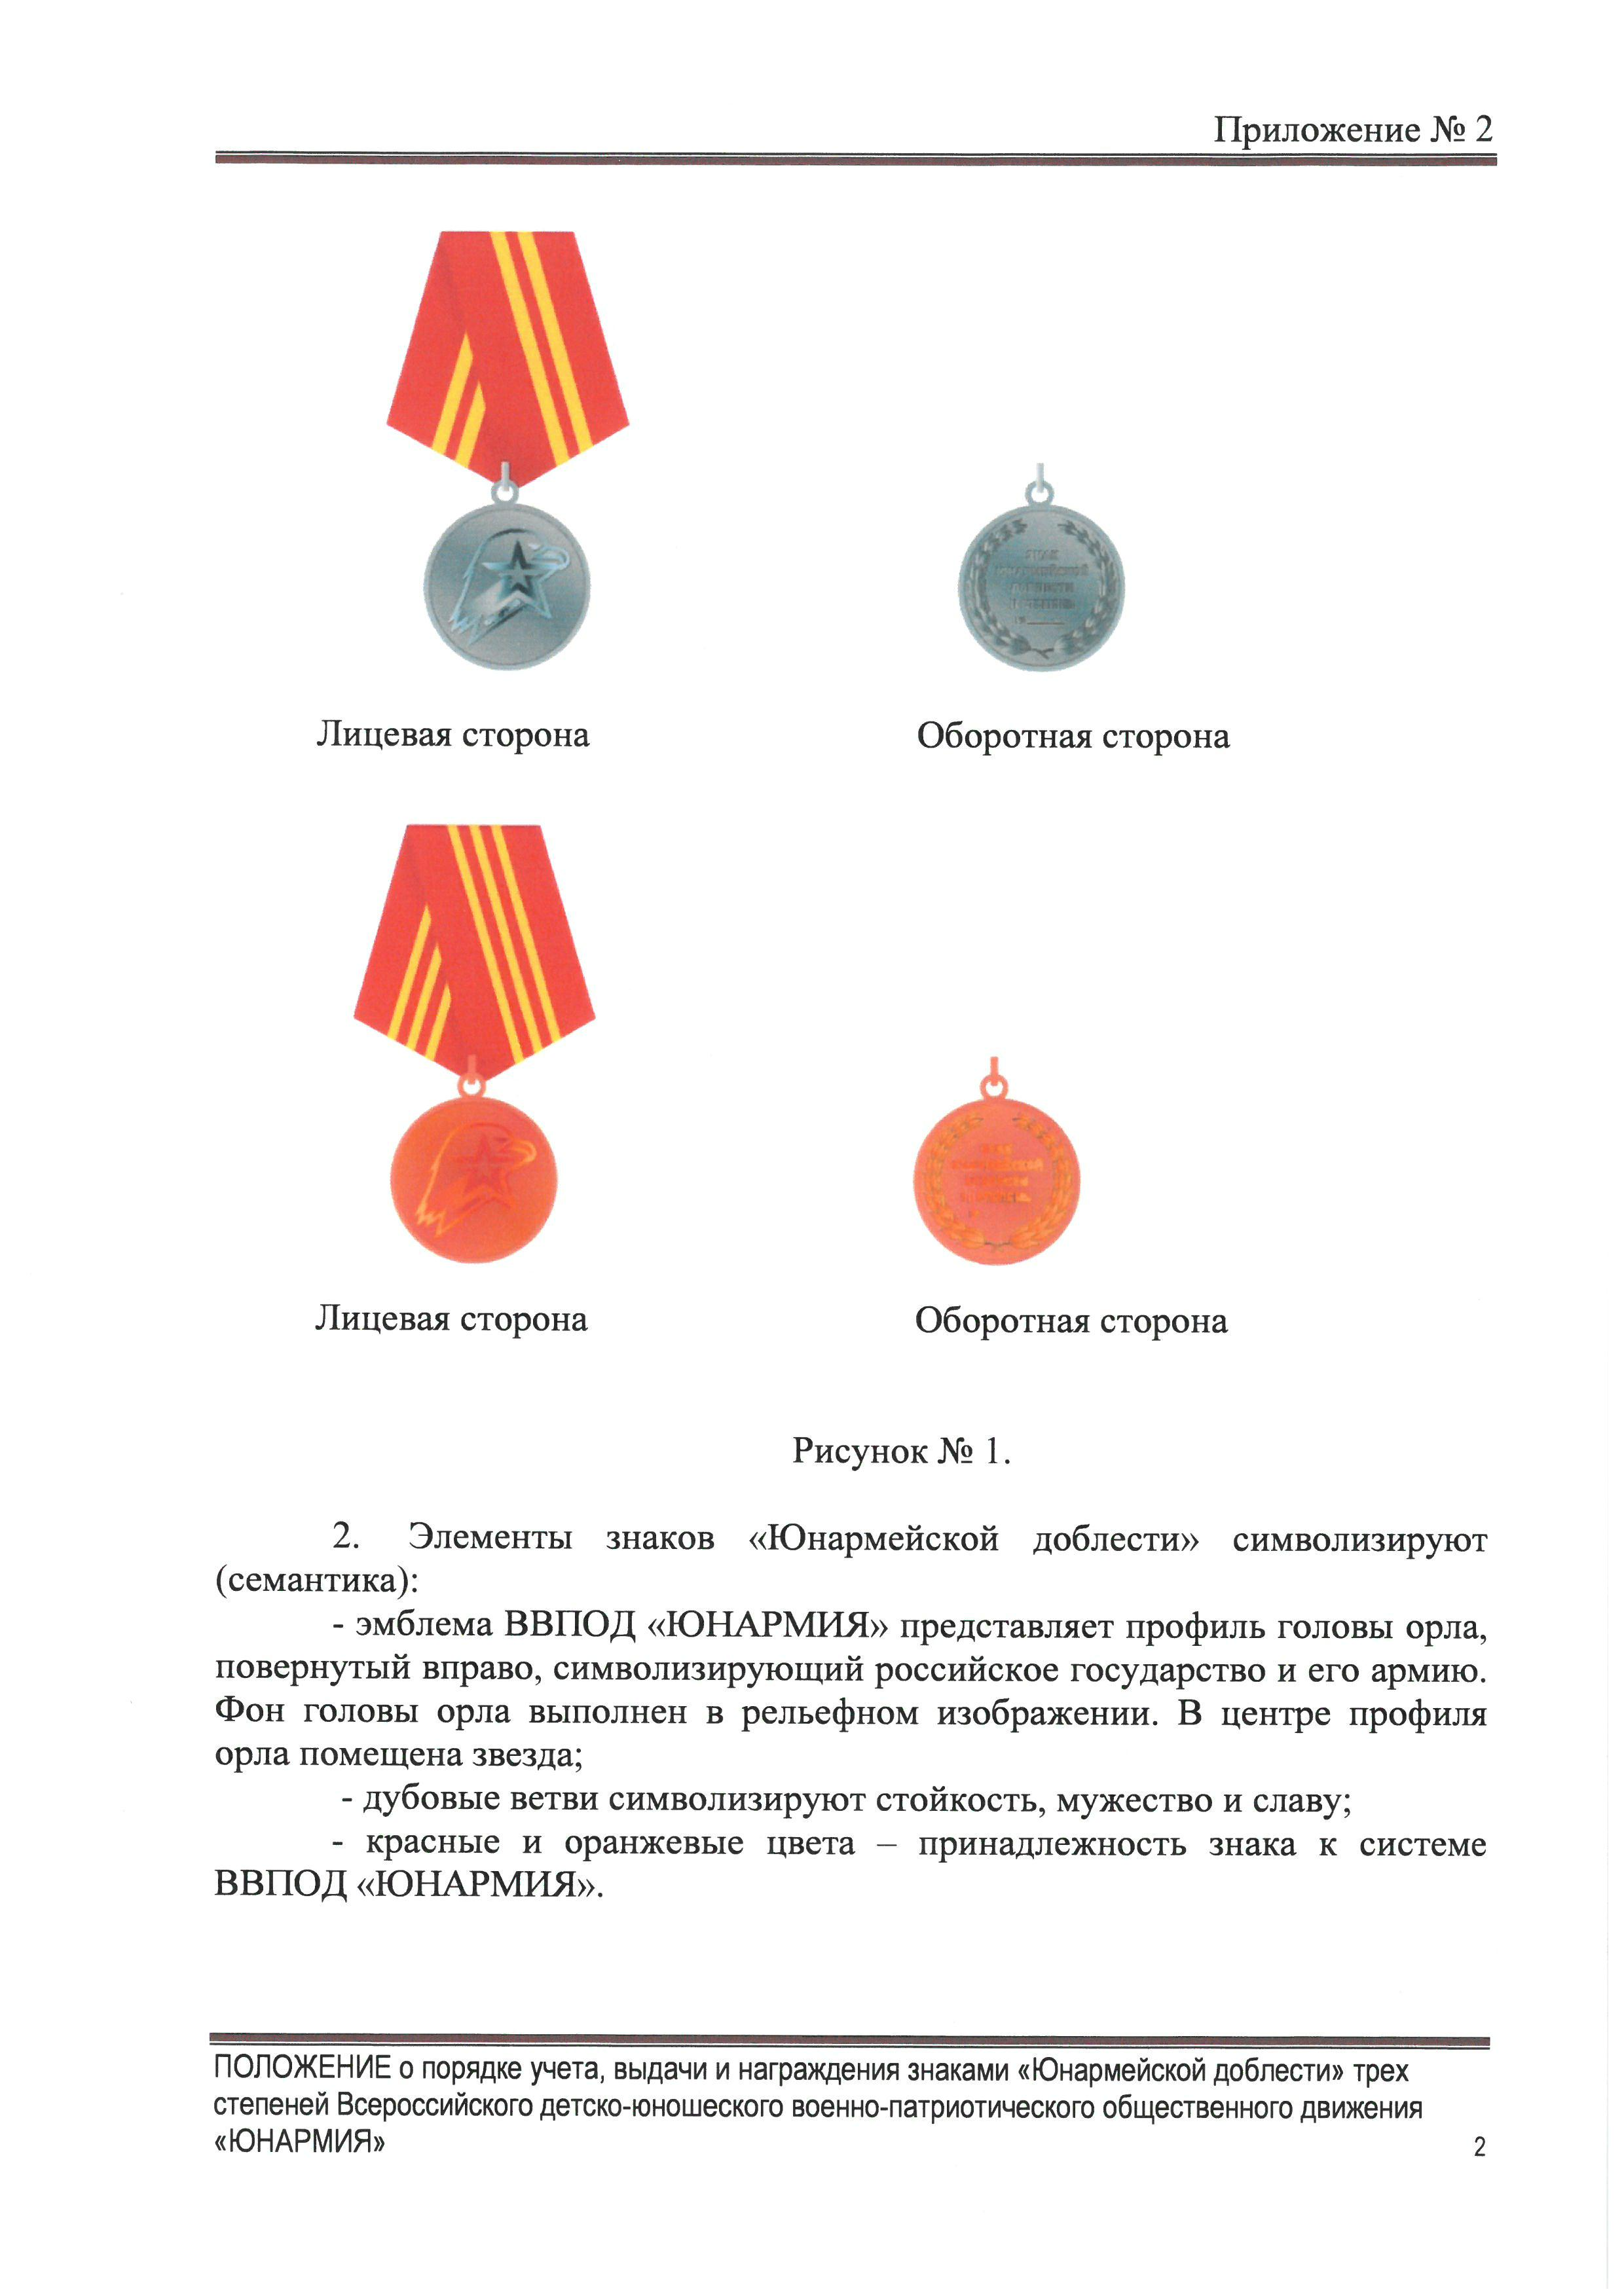 Приложение № 2
Лицевая сторона
Оборотная сторона
Лицевая сторона
Оборотная сторона
Рисунок № 1.
2. Элементы знаков «Юнармейской доблести» символизируют
(семантика):
- эмблема ВВПОД «ЮНАРМИЯ» представляет профиль головы орла,
повернутый вправо, символизирующий российское государство и его армию.
Фон головы орла выполнен в рельефном изображении. В центре профиля
орла помещена звезда;
- дубовые ветви символизируют стойкость, мужество и славу;
- красные и оранжевые цвета – принадлежность знака к системе
ВВПОД «ЮНАРМИЯ».
ПОЛОЖЕНИЕ о порядке учета, выдачи и награждения знаками «Юнармейской доблести» трех
степеней Всероссийского детско-юношеского военно-патриотического общественного движения
«ЮНАРМИЯ»
2